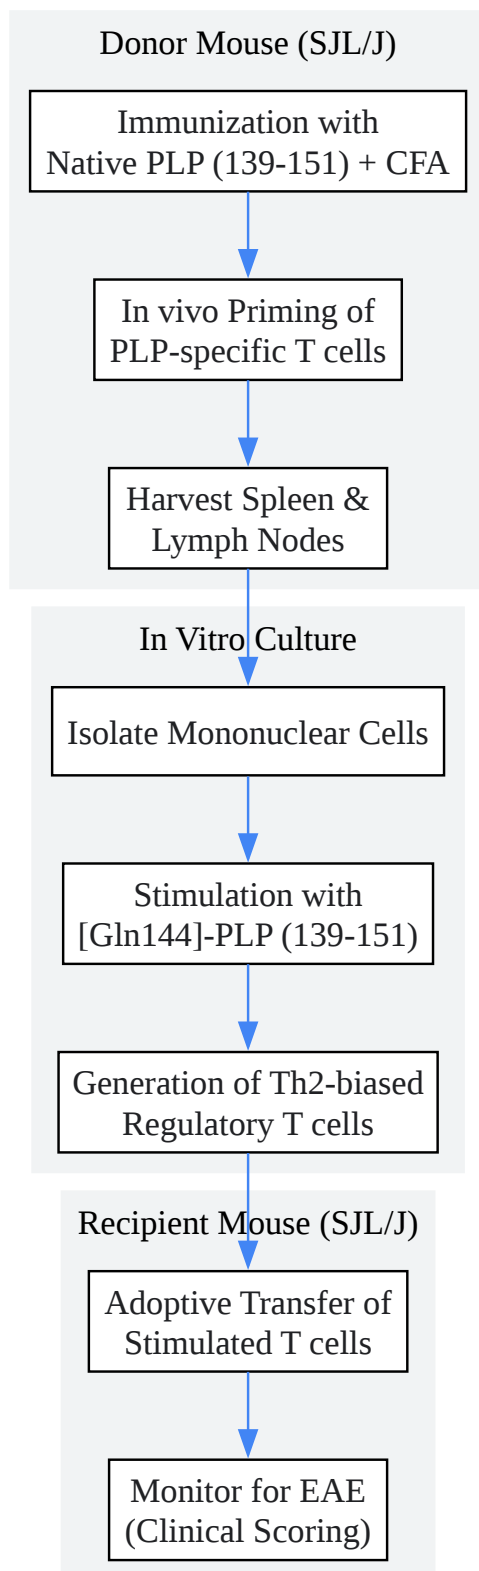 Donor Mouse (SJL/J)
Immunization with
Native PLP (139-151) + CFA
In vivo Priming of
PLP-specific T cells
Harvest Spleen &
Lymph Nodes
In Vitro Culture
Isolate Mononuclear Cells
Stimulation with
[Gln144]-PLP (139-151)
Generation of Th2-biased
Regulatory T cells
Recipient Mouse (SJL/J)
Adoptive Transfer of
Stimulated T cells
Monitor for EAE
(Clinical Scoring)